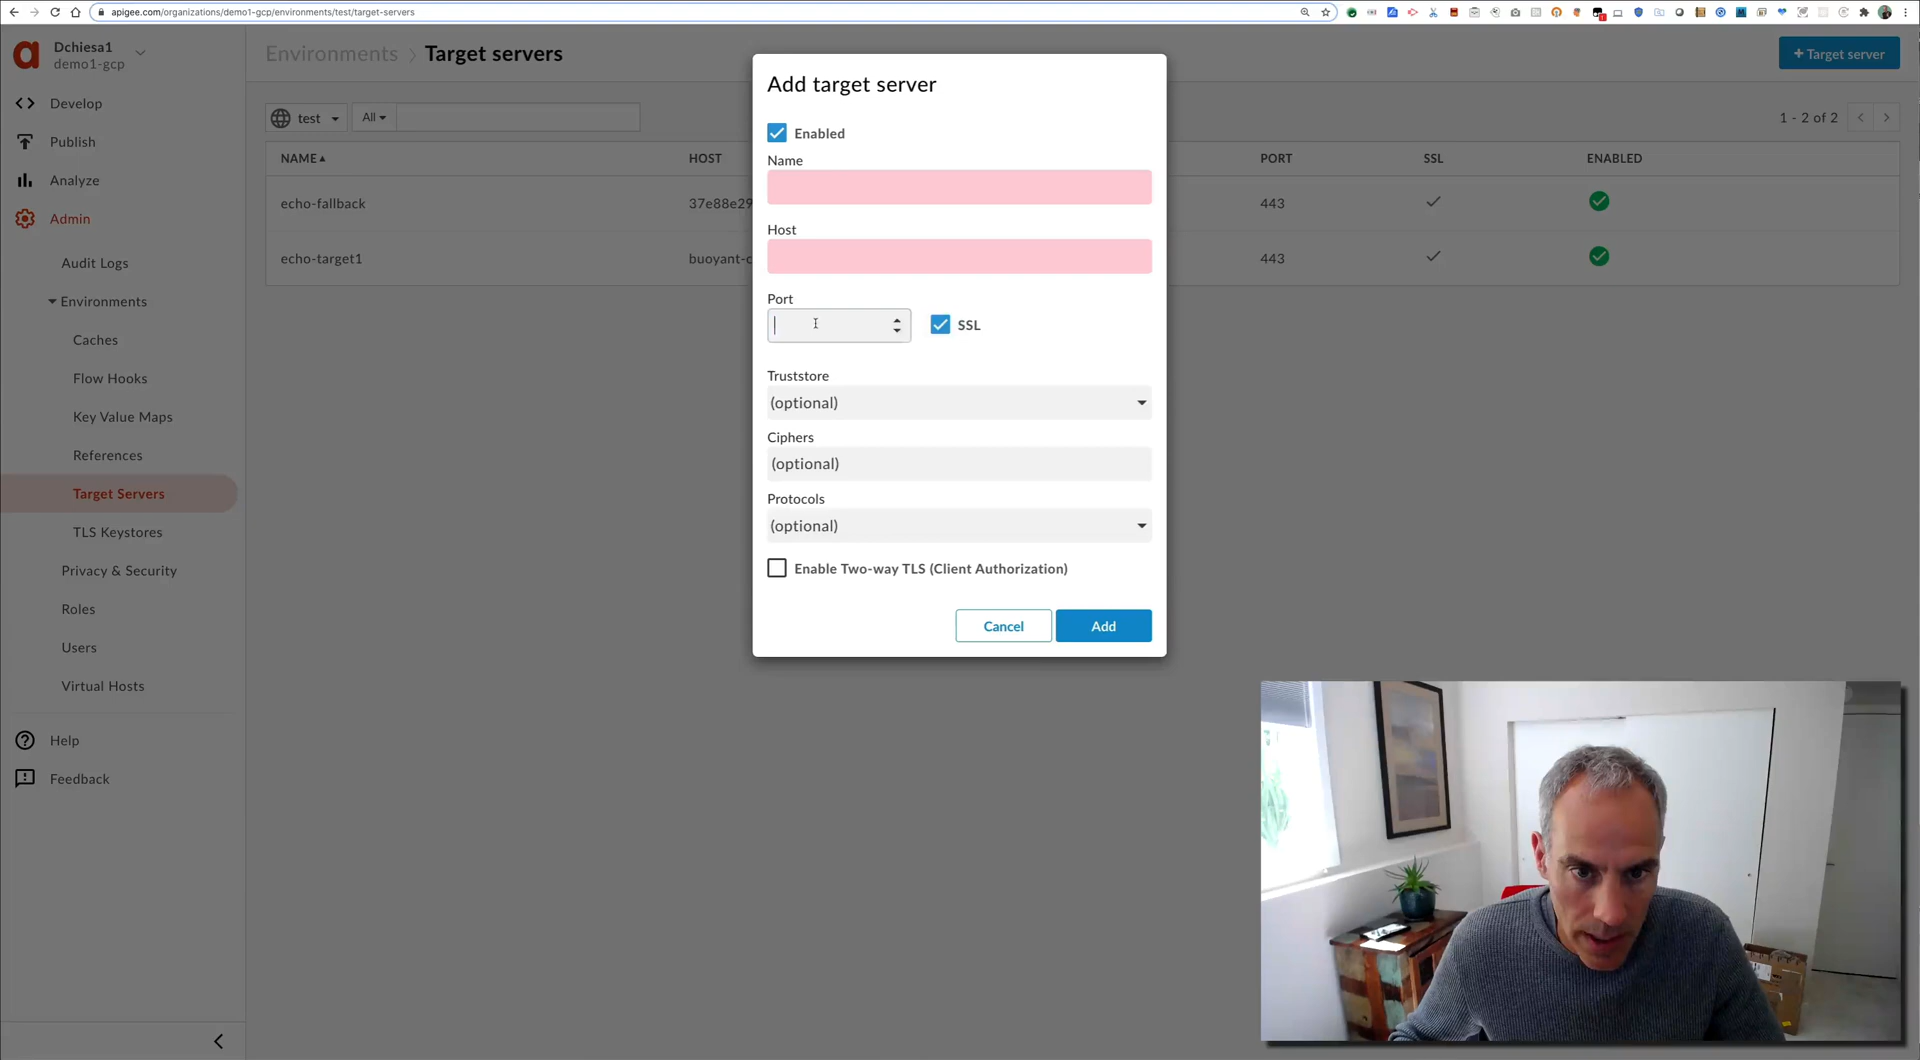 apigee.com/organizations/demo1-gcp/environments/test/target-servers
Dchiesa1
demo1-gcp
Develop
Publish
Analyze
Admin
Audit Logs
Environments
Caches
Flow Hooks
Key Value Maps
References
Target Servers
TLS Keystores
Privacy & Security
Roles
Users
Virtual Hosts
Help
Feedback
Environments > Target servers
+ Target server
test
All
1 - 2 of 2
NAME HOST PORT SSL ENABLED
echo-fallback 37e88e29 443
echo-target1 buoyant-c 443
Add target server
Enabled
Name
Host
Port
SSL
Truststore
(optional)
Ciphers
(optional)
Protocols
(optional)
Enable Two-way TLS (Client Authorization)
Cancel Add